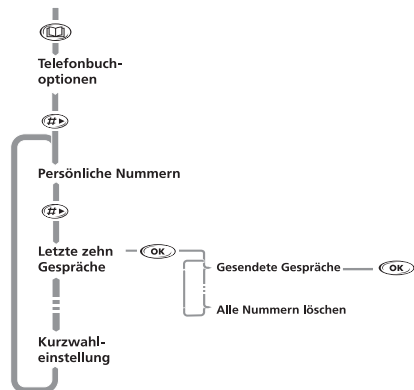 Telefonbuch-
optionen
#
Persönliche Nummern
#
Letzte zehn
Gespräche
OK
Gesendete Gespräche
OK
Alle Nummern löschen
Kurzwahl-
einstellung